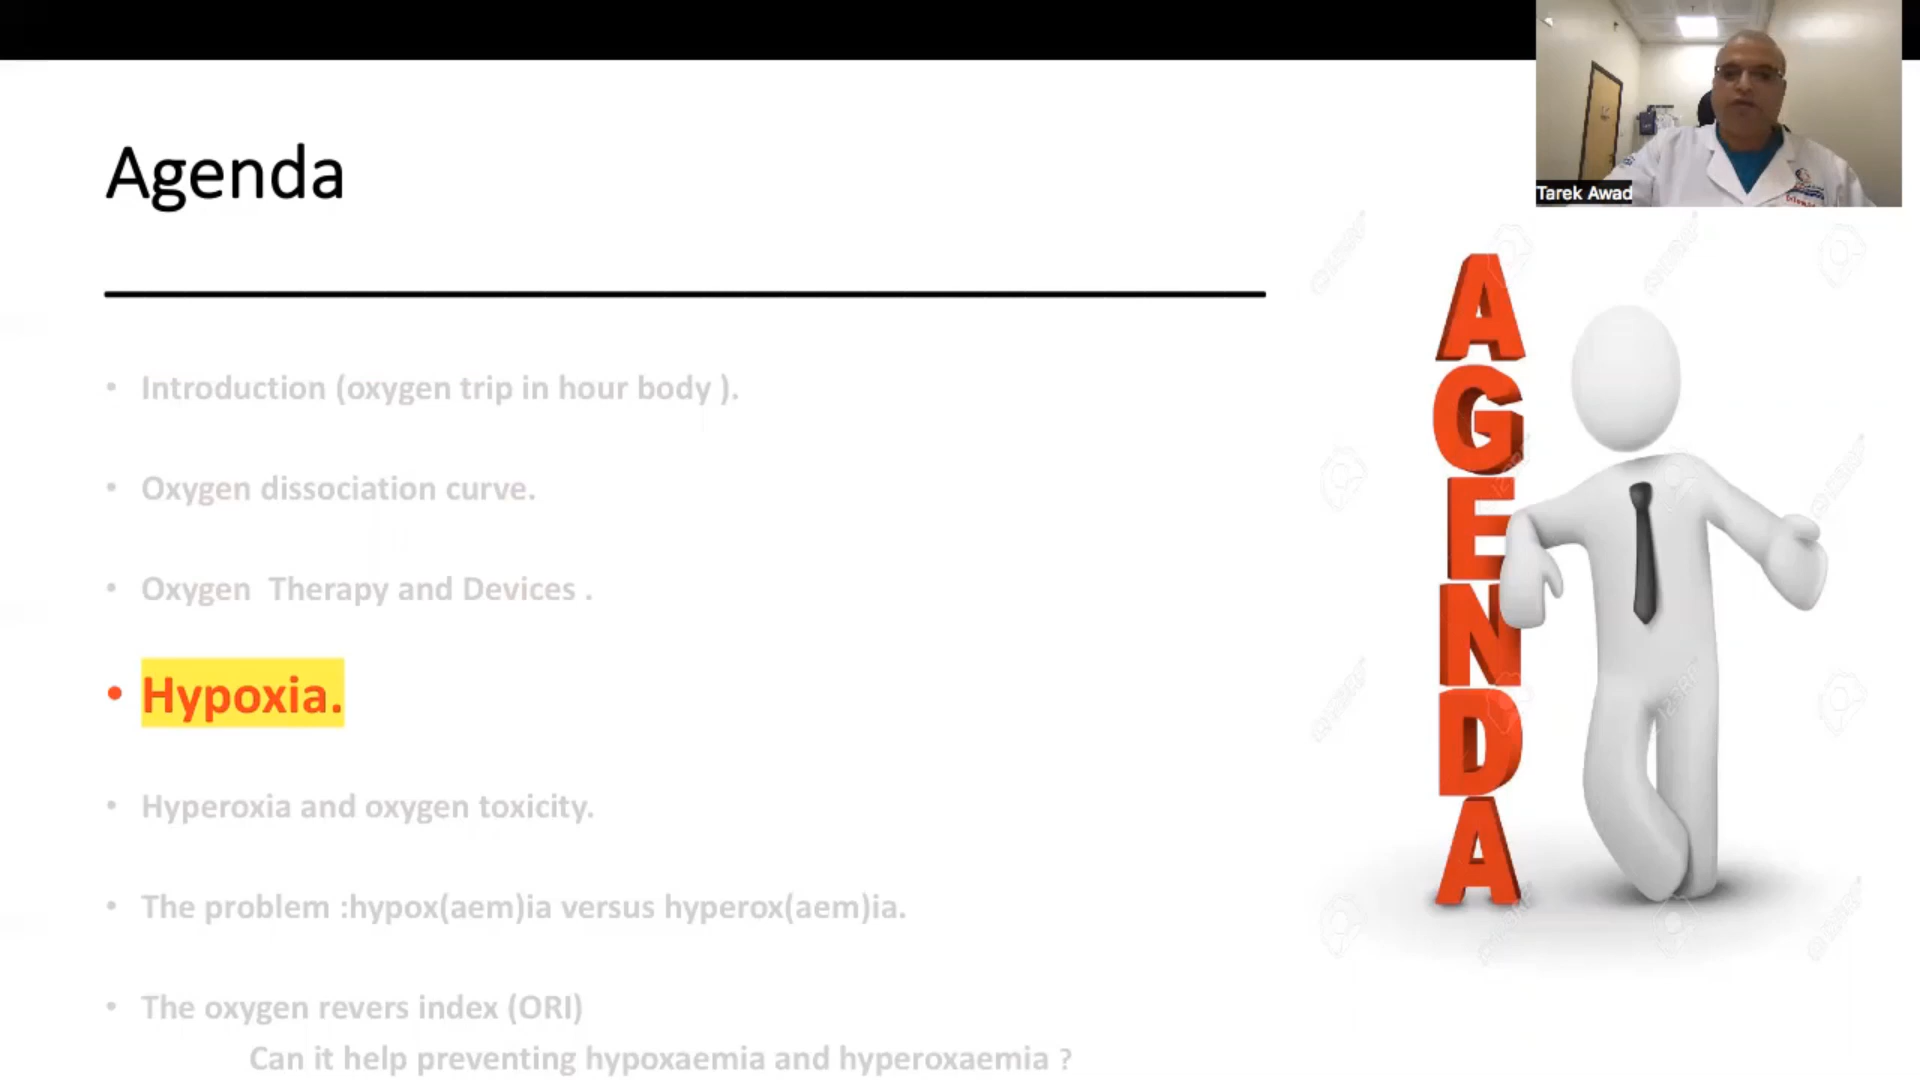 Agenda
Tarek Awad
• Introduction (oxygen trip in hour body ).
• Oxygen dissociation curve.
• Oxygen  Therapy and Devices .
• Hypoxia.
• Hyperoxia and oxygen toxicity.
• The problem :hypox(aem)ia versus hyperox(aem)ia.
• The oxygen revers index (ORI)
Can it help preventing hypoxaemia and hyperoxaemia ?
A
G
E
N
D
A
123RF